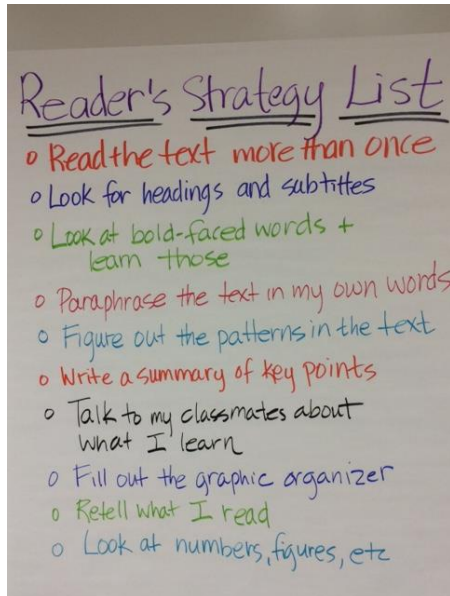 Reader's Strategy List
o Read the text more than once
o Look for headings and subtittes
o Look at bold-faced words +
learn those
o Paraphrase the text in my own words
o Figure out the patterns in the text
o Write a summary of key points
o Talk to my classmates about
what I learn
o Fill out the graphic organizer
o Retell what I read
o Look at numbers, figures, etc